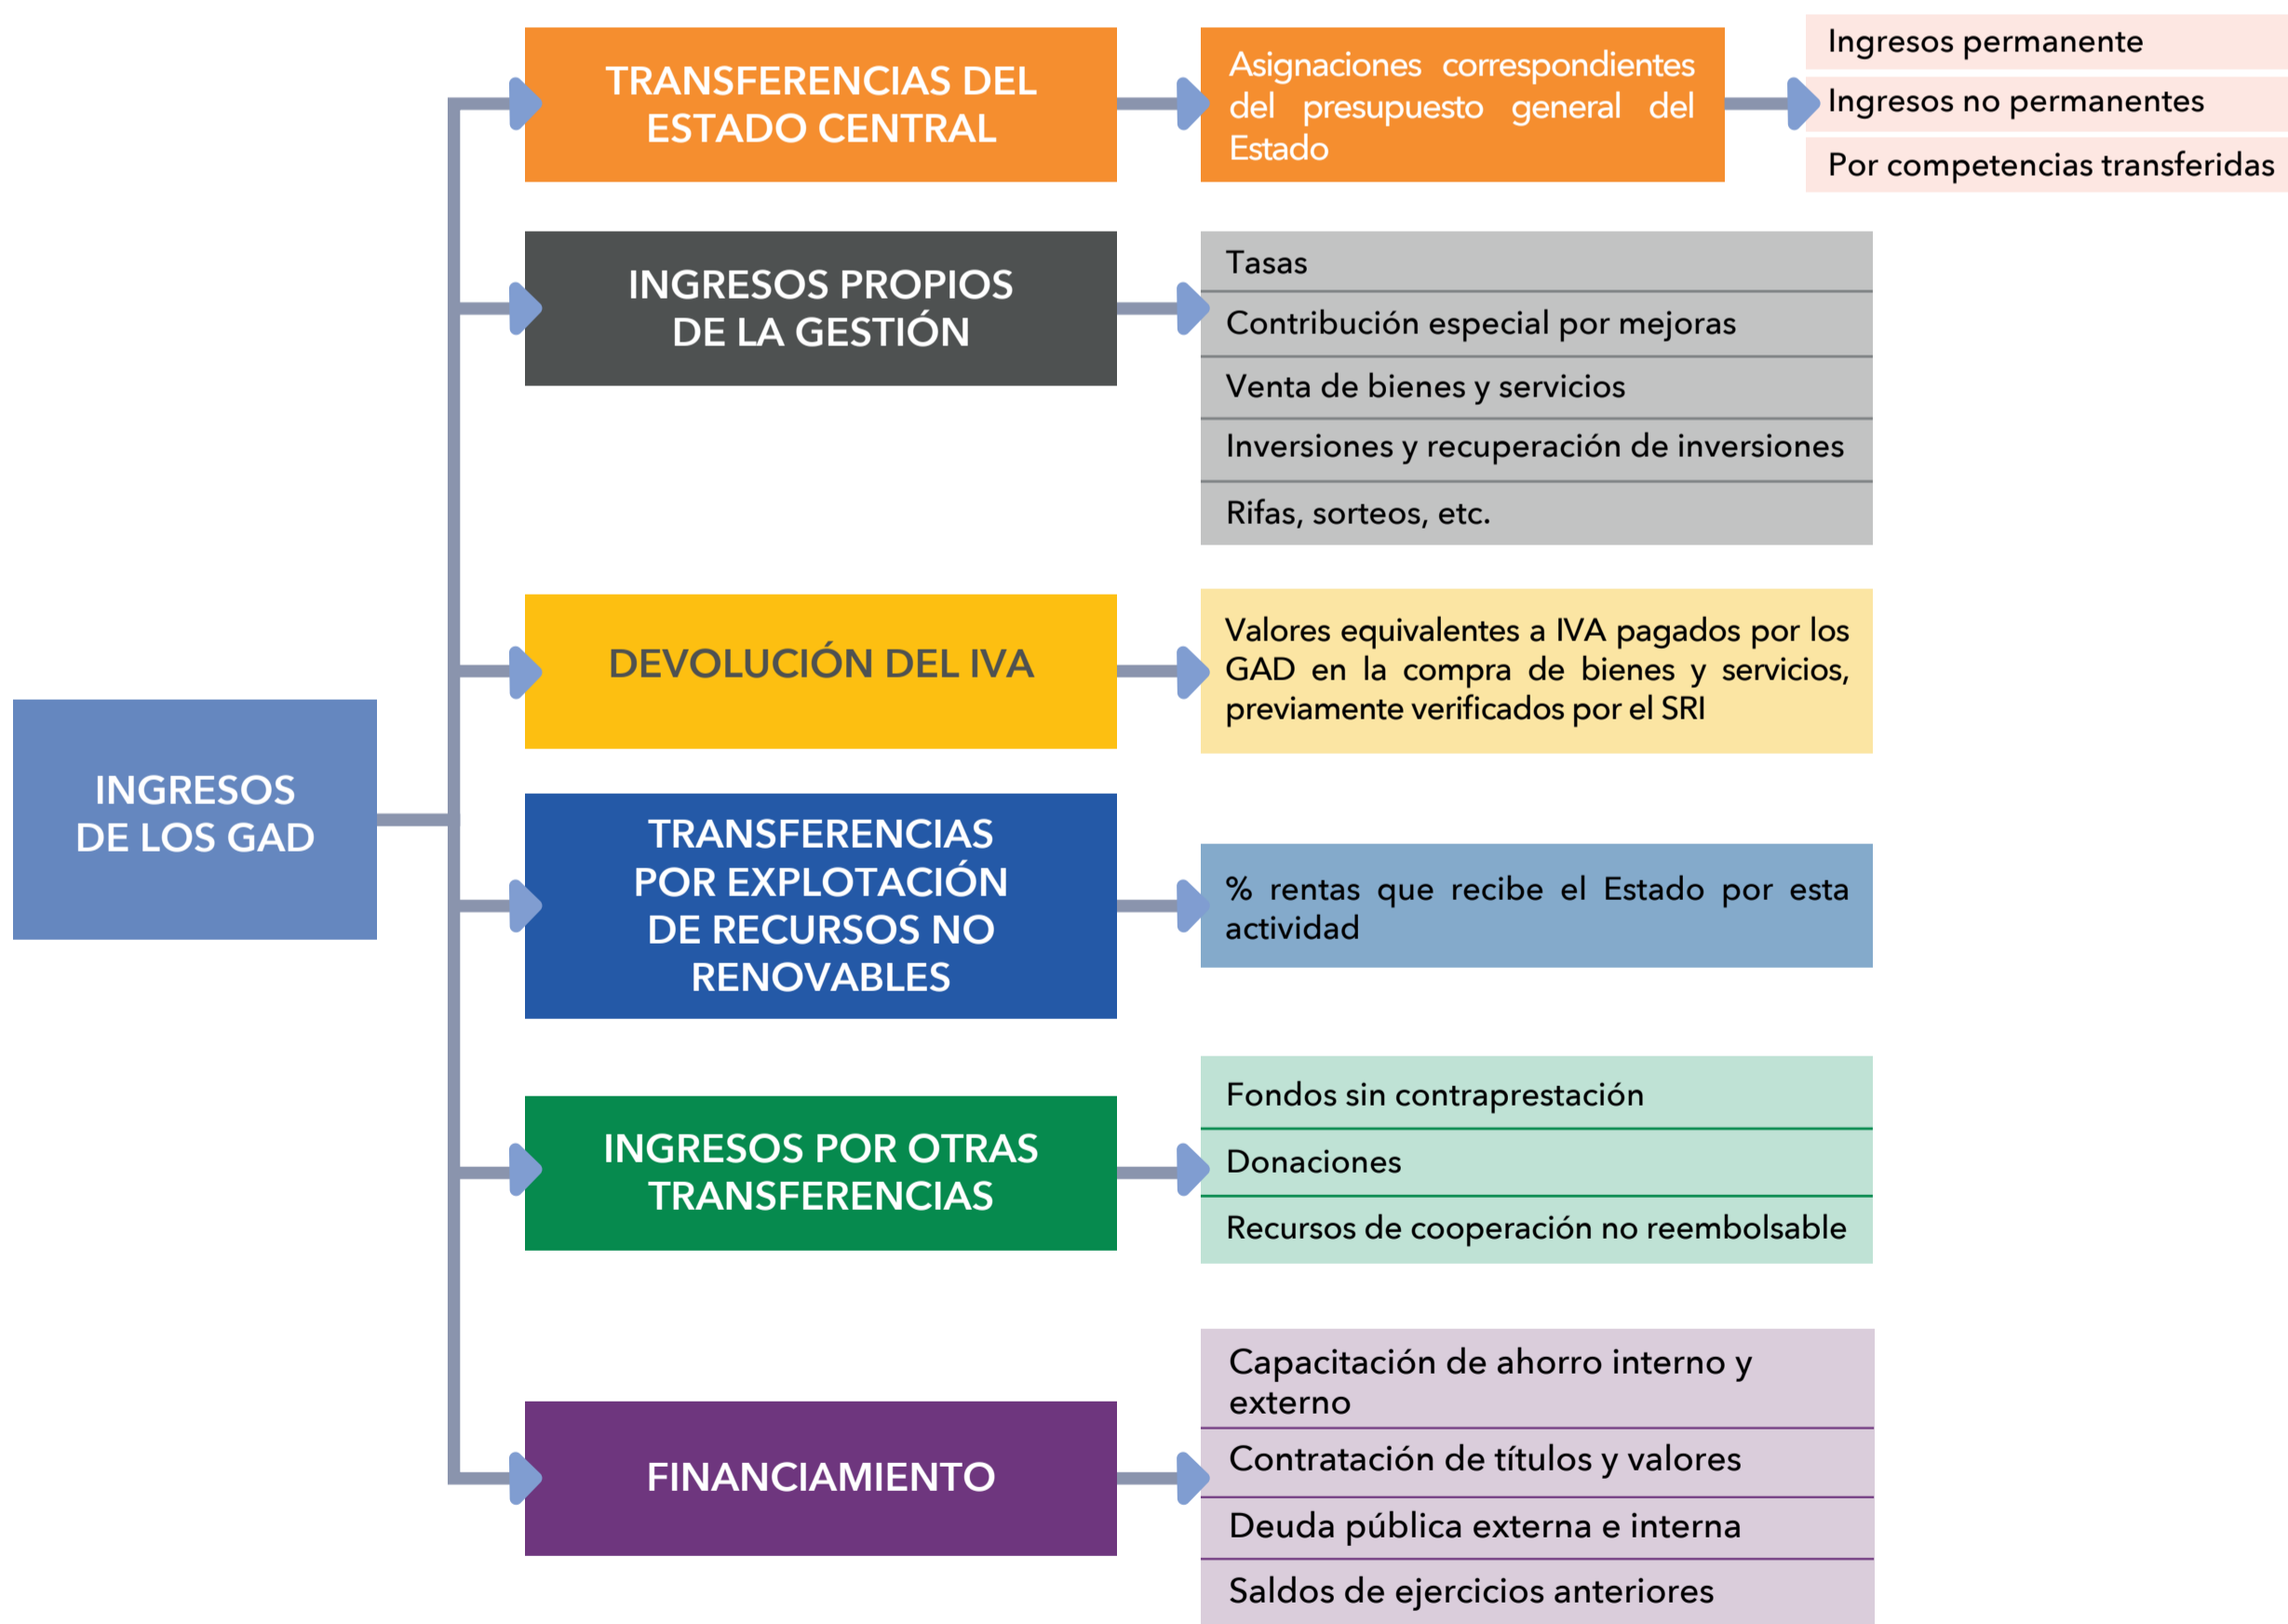 INGRESOS
DE LOS GAD
TRANSFERENCIAS DEL
ESTADO CENTRAL
Asignaciones correspondientes
del presupuesto general del
Estado
Ingresos permanente
Ingresos no permanentes
Por competencias transferidas
INGRESOS PROPIOS
DE LA GESTIÓN
Tasas
Contribución especial por mejoras
Venta de bienes y servicios
Inversiones y recuperación de inversiones
Rifas, sorteos, etc.
DEVOLUCIÓN DEL IVA
Valores equivalentes a IVA pagados por los
GAD en la compra de bienes y servicios,
previamente verificados por el SRI
TRANSFERENCIAS
POR EXPLOTACIÓN
DE RECURSOS NO
RENOVABLES
% rentas que recibe el Estado por esta
actividad
INGRESOS POR OTRAS
TRANSFERENCIAS
Fondos sin contraprestación
Donaciones
Recursos de cooperación no reembolsable
FINANCIAMIENTO
Capacitación de ahorro interno y
externo
Contratación de títulos y valores
Deuda pública externa e interna
Saldos de ejercicios anteriores